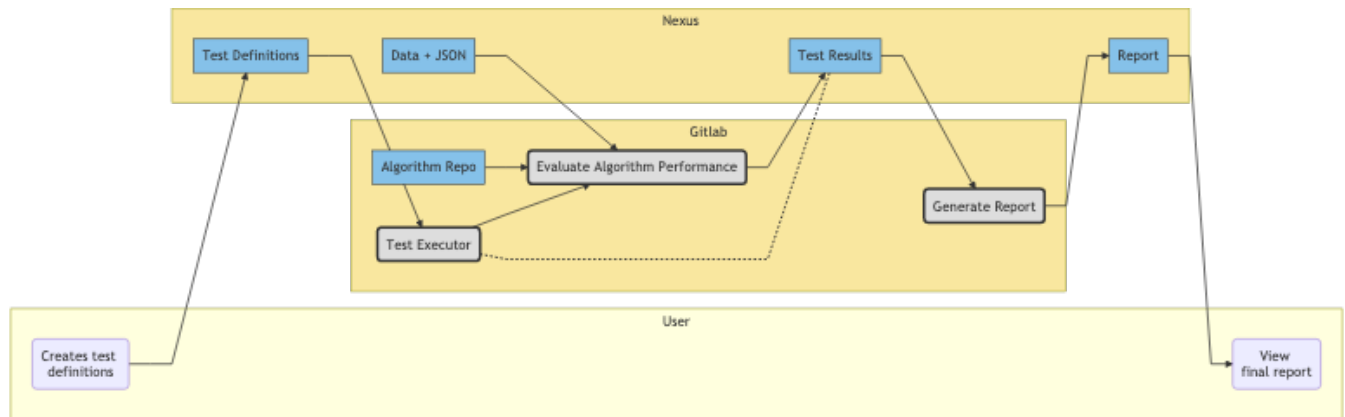 Nexus
Test Definitions
Data + JSON
Test Results
Report
Gitlab
Algorithm Repo
Evaluate Algorithm Performance
Generate Report
Test Executor
User
Creates test
definitions
View
final report